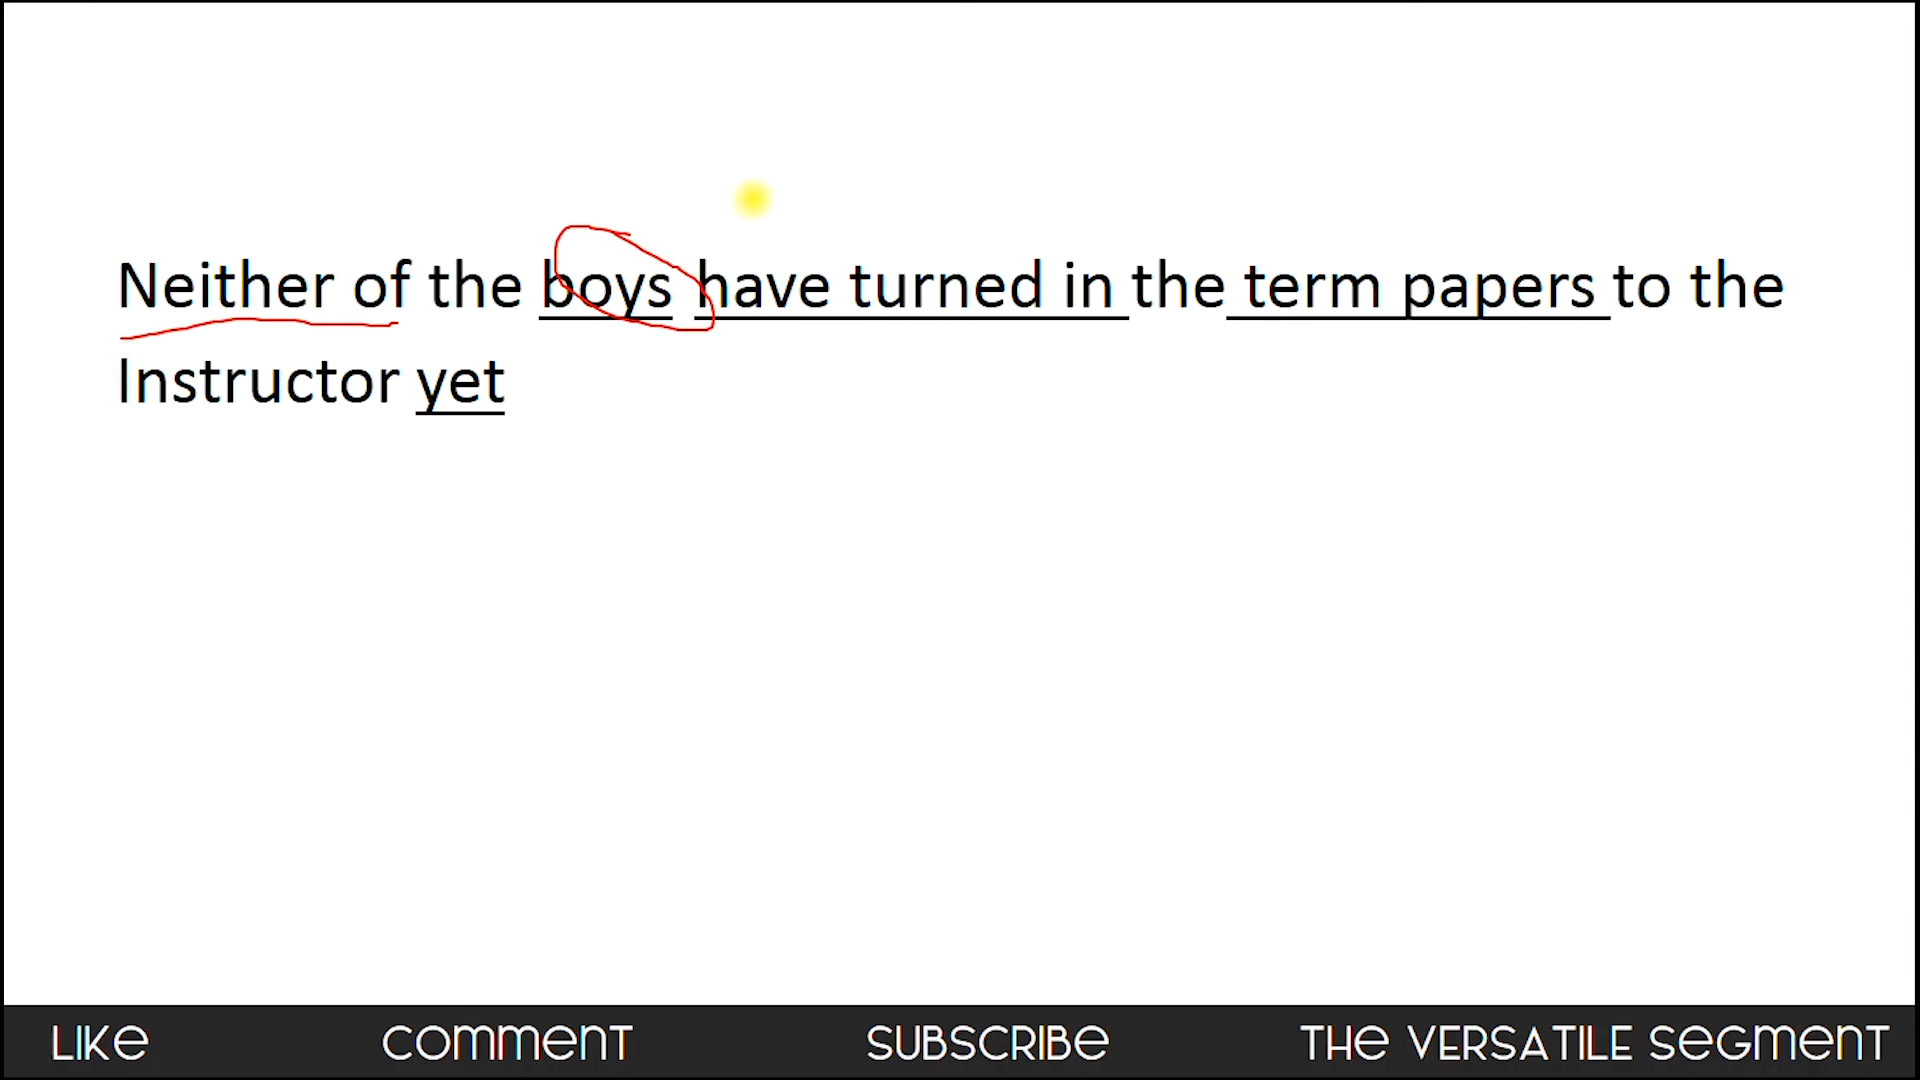 Neither of the boys have turned in the term papers to the
Instructor yet
LIKE COMMENT SUBSCRIBE THE VERSATILE SEGMENT